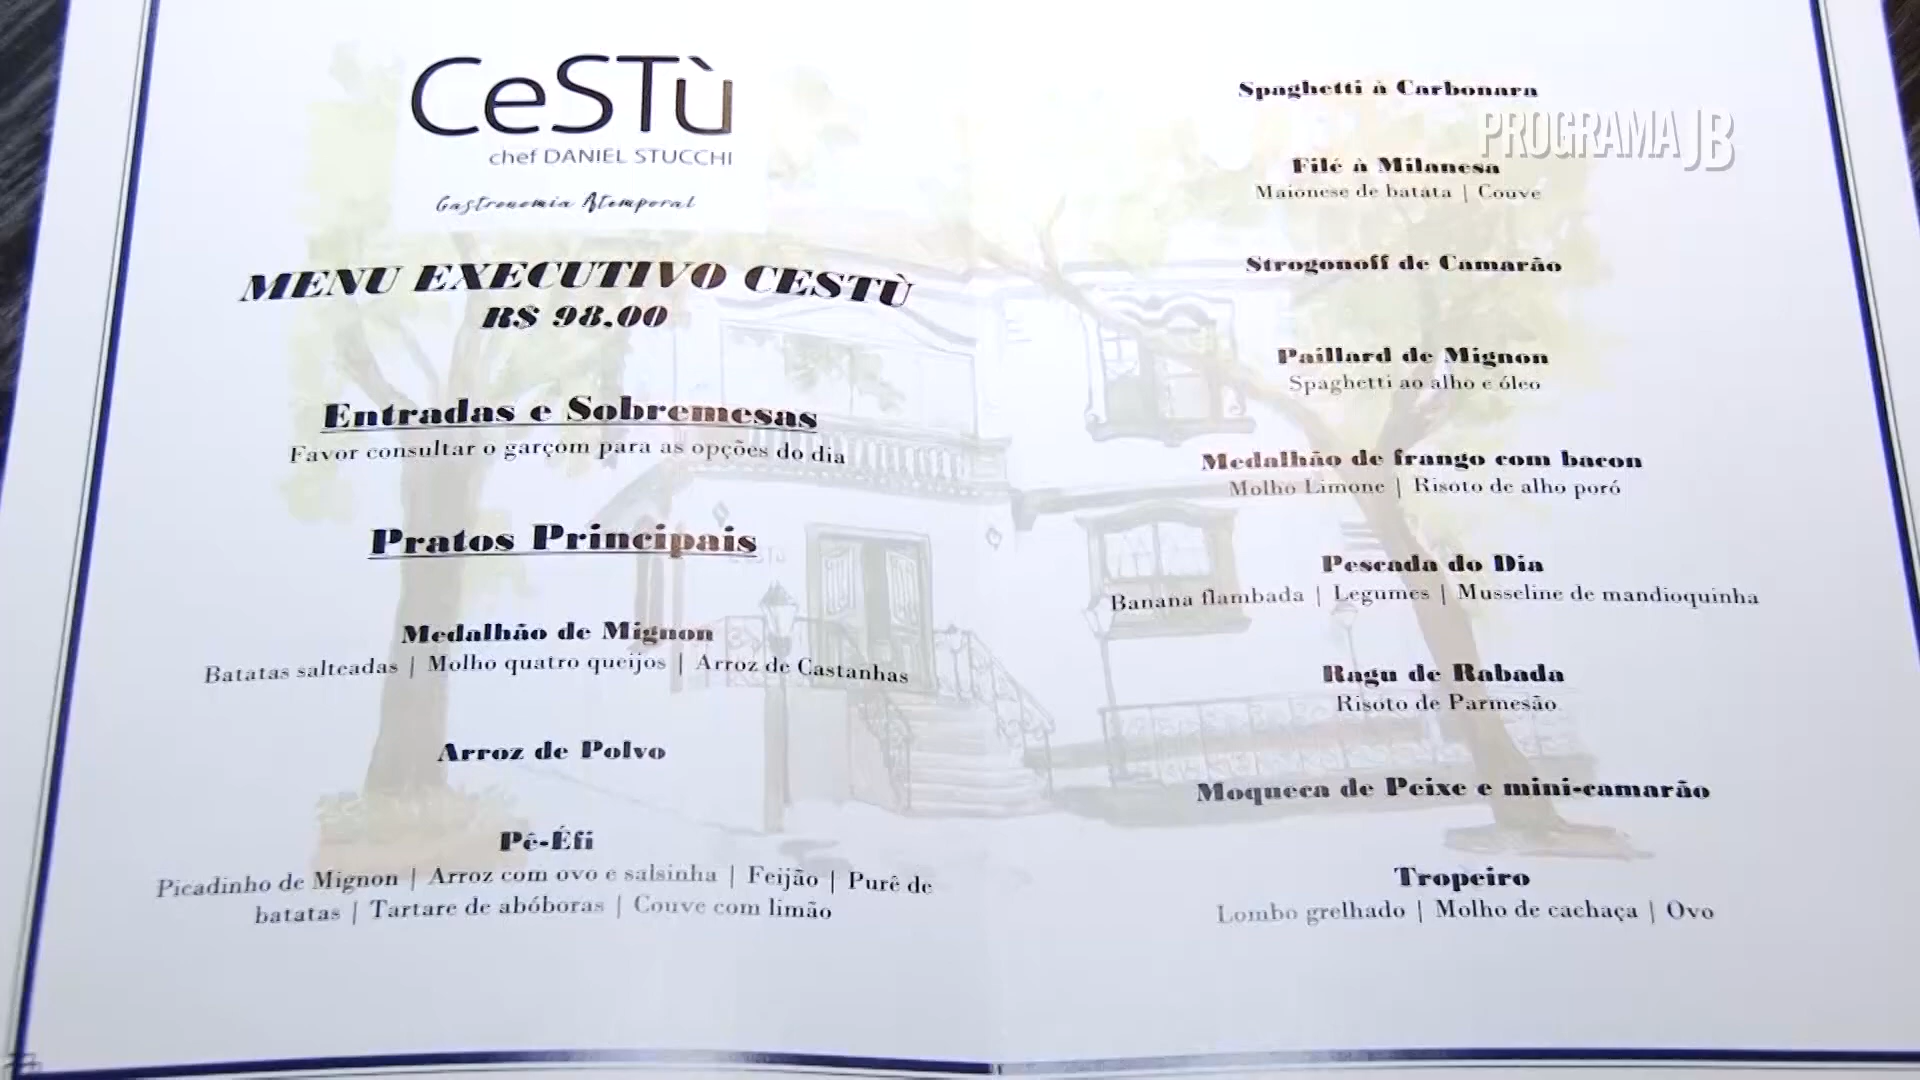 CeSTù
chef DANIEL STUCCHI
Gastronomia Atemporal
MENU EXECUTIVO CESTÙ
R$ 98.00
Entradas e Sobremesas
Favor consultar o garçom para as opções do dia
Pratos Principais
Medalhão de Mignon
Batatas salteadas | Molho quatro queijos | Arroz de Castanhas
Arroz de Polvo
Pê-Éfi
Picadinho de Mignon | Arroz com ovo e salsinha | Feijão | Purê de
batatas | Tartare de abóboras | Couve com limão
Spaghetti à Carbonara
PROGRAMA JB
Filé à Milanesa
Maionese de batata | Couve
Strogonoff de Camarão
Paillard de Mignon
Spaghetti ao alho e óleo
Medalhão de frango com bacon
Molho Limone | Risoto de alho poró
Pescada do Dia
Banana flambada | Legumes | Musseline de mandioquinha
Ragu de Rabada
Risoto de Parmesão
Moqueca de Peixe e mini-camarão
Tropeiro
Lombo grelhado | Molho de cachaça | Ovo